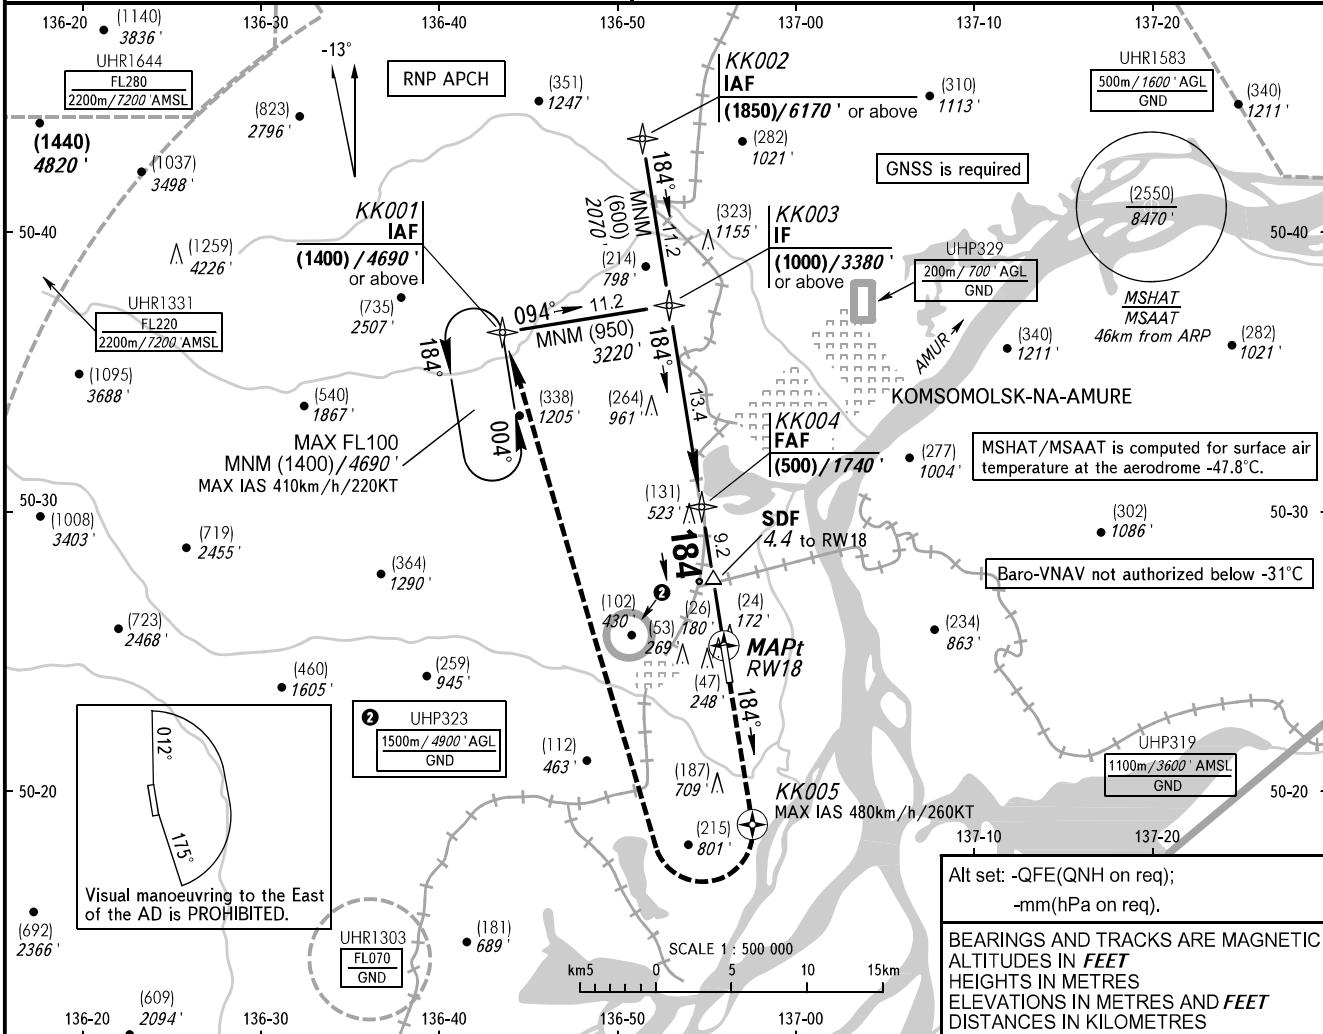 136-20
136-30
136-40
136-50
137-00
137-10
137-20
(1140)
3836 '
UHR1644
FL280
2200m/7200 'AMSL
-13°
RNP APCH
(351)
1247 '
KK002
IAF
(1850)/6170 ' or above
(310)
1113 '
UHR1583
500m/1600 ' AGL
GND
(340)
1211 '
(823)
2796 '
(1440)
4820 '
(1037)
3498 '
(282)
1021 '
GNSS is required
184°
11.2
MNM
(600)
2070 '
(2550)
8470 '
MSHAT
MSAAT
46km from ARP
KK001
IAF
(1400)/4690 '
or above
(323)
1155 '
KK003
IF
(1000)/3380 '
or above
50-40
50-40
(1259)
4226 '
(214)
798 '
UHP329
200m/700 ' AGL
GND
UHR1331
FL220
2200m/7200 'AMSL
(735)
2507 '
094°
11.2
MNM (950)
3220 '
184°
184°
13.4
AMUR
(340)
1211 '
(282)
1021 '
(1095)
3688 '
(540)
1867 '
(338)
1205 '
(264)
961 '
KOMSOMOLSK-NA-AMURE
004°
MAX FL100
MNM (1400)/4690 '
MAX IAS 410km/h/220KT
KK004
FAF
(500)/1740 '
(277)
1004 '
MSHAT/MSAAT is computed for surface air
temperature at the aerodrome -47.8°C.
50-30
50-30
(1008)
3403 '
(719)
2455 '
(131)
523 '
SDF
4.4 to RW18
9.2
184°
(302)
1086 '
(364)
1290 '
Baro-VNAV not authorized below -31°C
2
(102)
430 '
(53)
269 '
(26)
180 '
(24)
172 '
(723)
2468 '
(234)
863 '
MAPt
RW18
(47)
248 '
184°
(460)
1605 '
(259)
945 '
2 UHP323
1500m/4900 ' AGL
GND
012°
175°
Visual manoeuvring to the East
of the AD is PROHIBITED.
(112)
463 '
(187)
709 '
UHP319
1100m/3600 ' AMSL
GND
50-20
50-20
KK005
MAX IAS 480km/h/260KT
(215)
801 '
137-10
137-20
(692)
2366 '
UHR1303
FL070
GND
(181)
689 '
SCALE 1 : 500 000
km5 0 5 10 15km
Alt set: -QFE(QNH on req);
-mm(hPa on req).
BEARINGS AND TRACKS ARE MAGNETIC
ALTITUDES IN FEET
HEIGHTS IN METRES
ELEVATIONS IN METRES AND FEET
DISTANCES IN KILOMETRES
(609)
2094 '
136-20
136-30
136-40
136-50
137-00